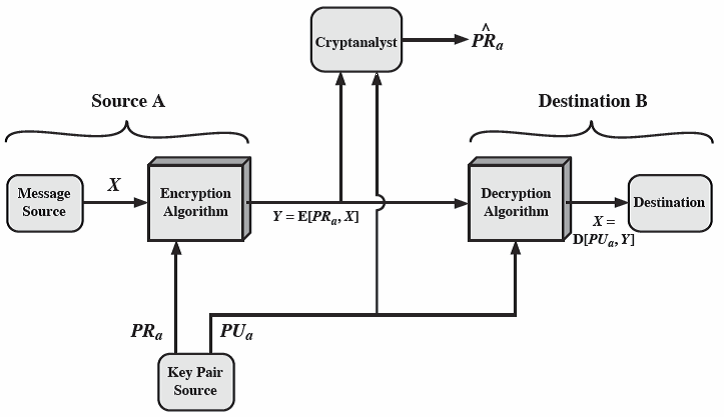 Cryptanalyst
P̂Rₐ
Source A
Destination B
Message
Source
X
Encryption
Algorithm
Y = E[PRₐ, X]
Decryption
Algorithm
X =
D[PUₐ, Y]
Destination
PRₐ
PUₐ
Key Pair
Source